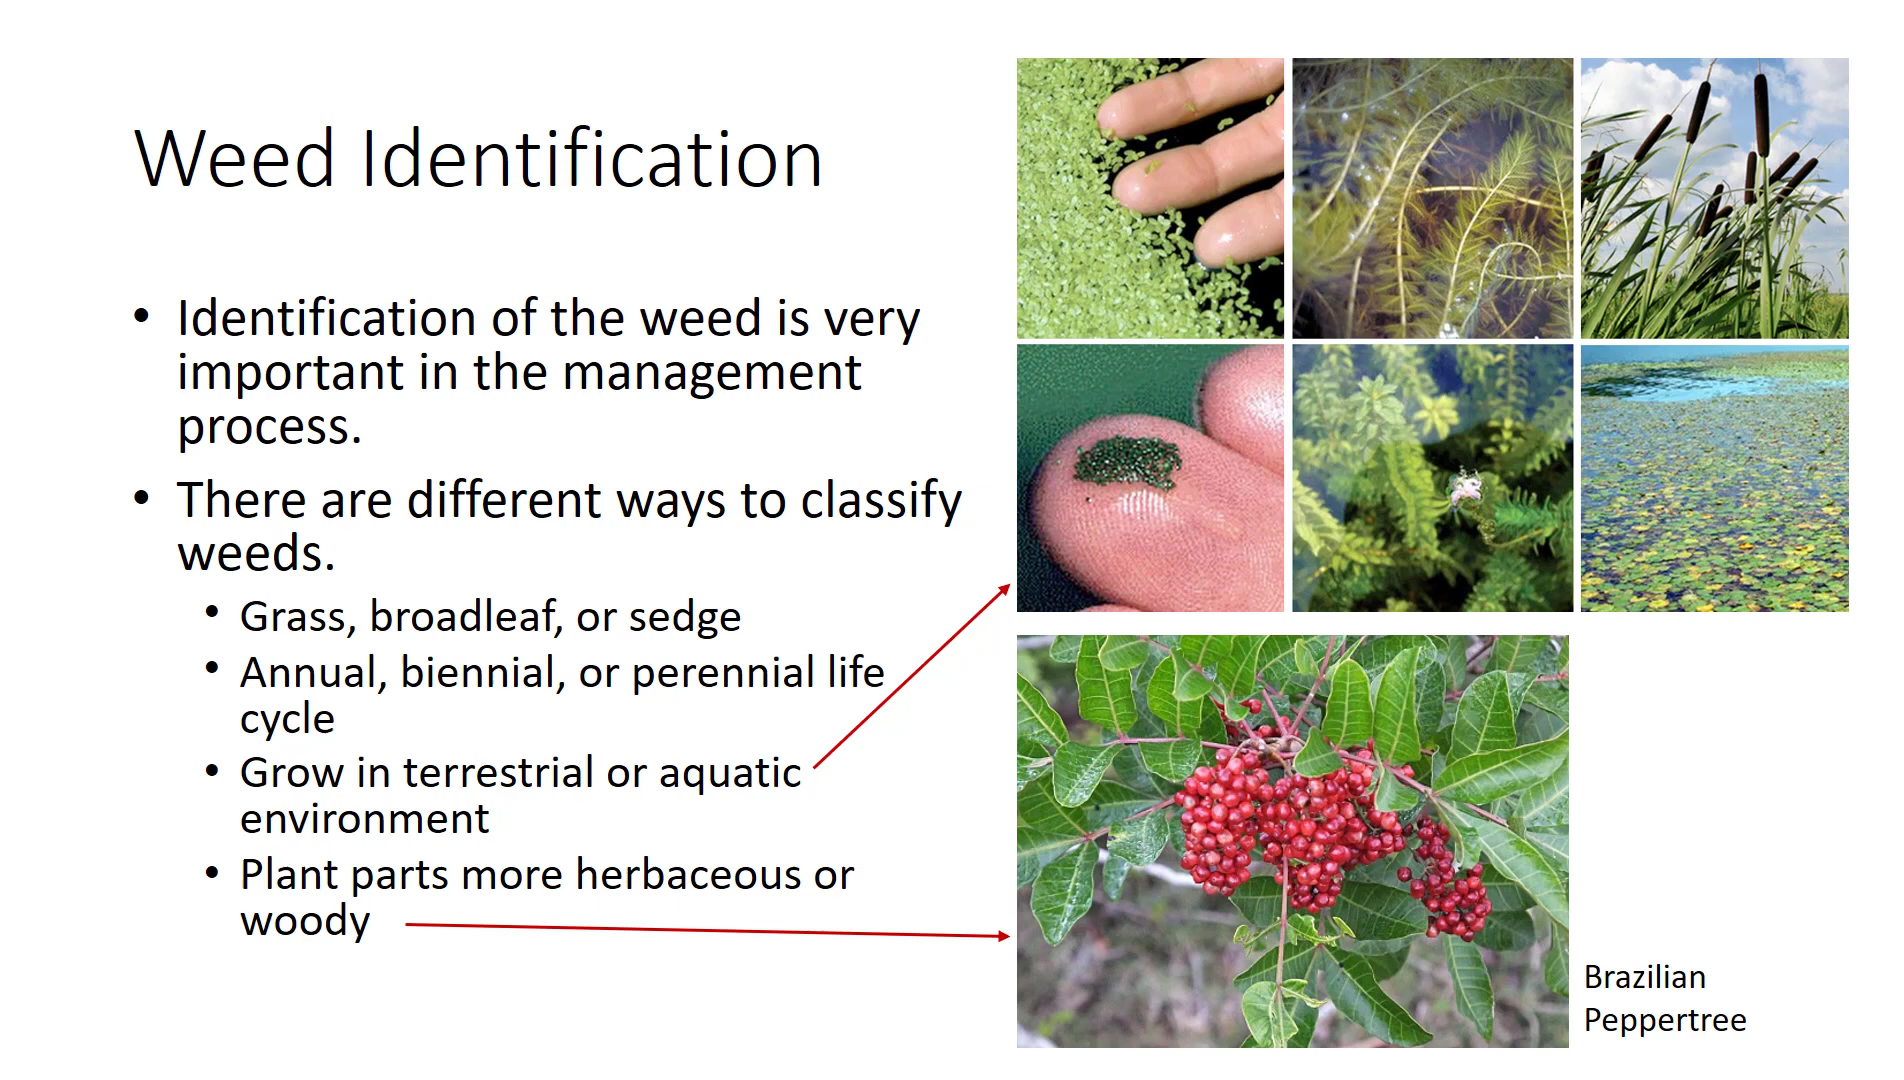 Weed Identification
• Identification of the weed is very
important in the management
process.
• There are different ways to classify
weeds.
• Grass, broadleaf, or sedge
• Annual, biennial, or perennial life
cycle
• Grow in terrestrial or aquatic
environment
• Plant parts more herbaceous or
woody
Brazilian
Peppertree